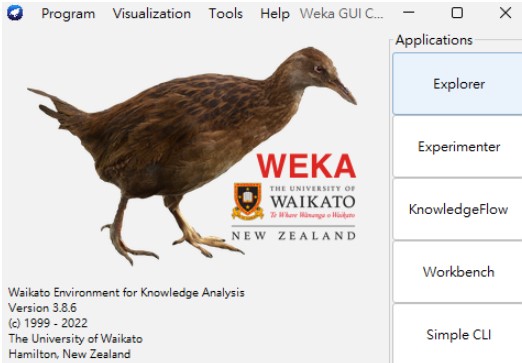 Program Visualization Tools Help Weka GUI C...
Applications
Explorer
Experimenter
KnowledgeFlow
Workbench
Simple CLI
WEKA
THE UNIVERSITY OF
WAIKATO
Te Whare Wānanga o Waikato
NEW ZEALAND
Waikato Environment for Knowledge Analysis
Version 3.8.6
(c) 1999 - 2022
The University of Waikato
Hamilton, New Zealand